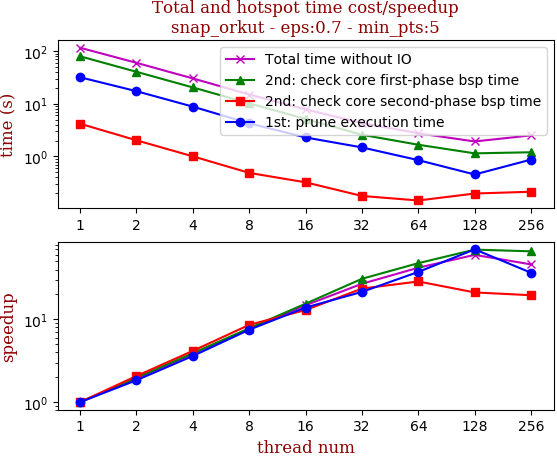 Total and hotspot time cost/speedup
snap_orkut - eps:0.7 - min_pts:5
time (s)
10² 
10¹
10⁰
Total time without IO
2nd: check core first-phase bsp time
2nd: check core second-phase bsp time
1st: prune execution time
1 2 4 8 16 32 64 128 256
speedup
10¹
10⁰
1 2 4 8 16 32 64 128 256
thread num